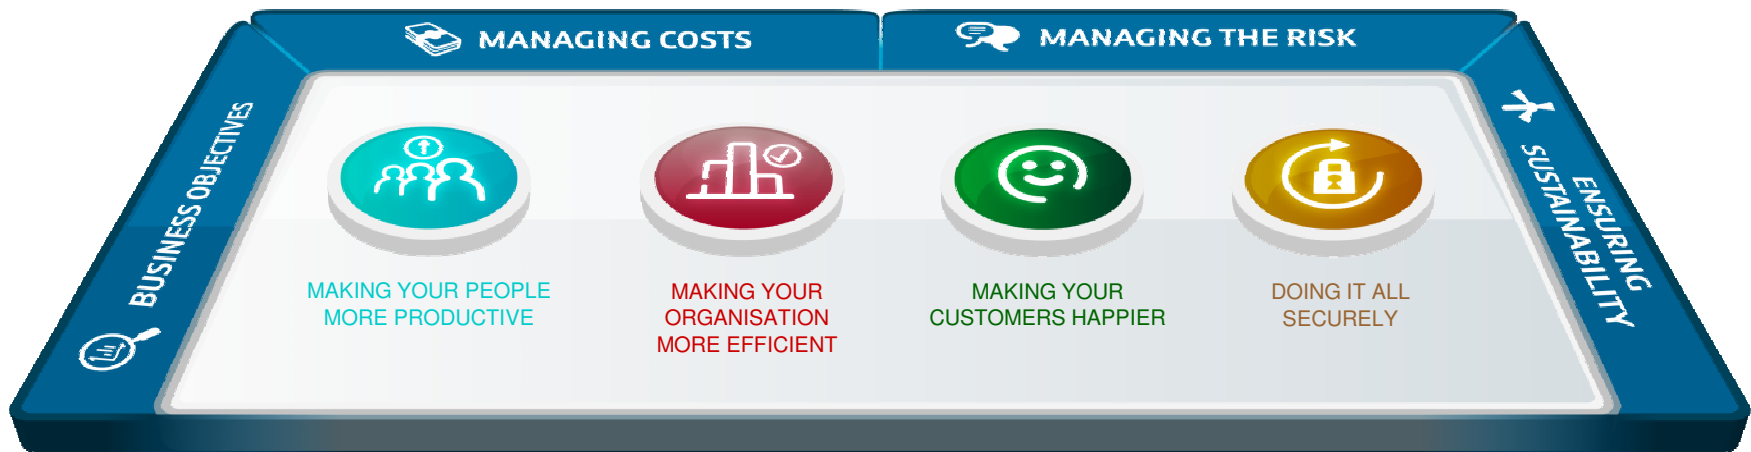 MANAGING COSTS
MANAGING THE RISK
BUSINESS OBJECTIVES
ENSURING
SUSTAINABILITY
MAKING YOUR PEOPLE
MORE PRODUCTIVE
MAKING YOUR
ORGANISATION
MORE EFFICIENT
MAKING YOUR
CUSTOMERS HAPPIER
DOING IT ALL
SECURELY